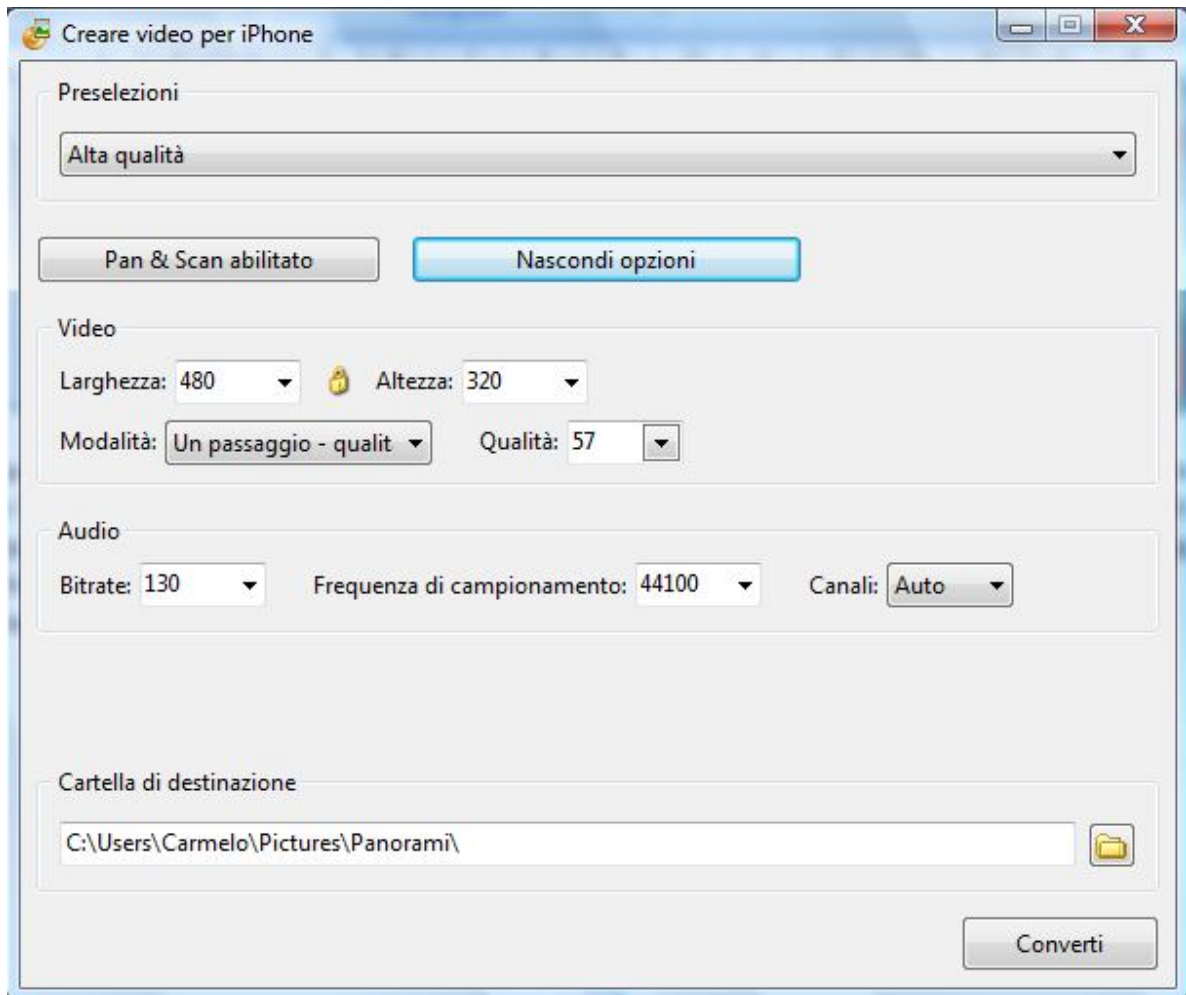 Creare video per iPhone
Preselezioni
Alta qualità
Pan & Scan abilitato Nascondi opzioni
Video
Larghezza: 480 Altezza: 320
Modalità: Un passaggio - qualit Qualità: 57
Audio
Bitrate: 130 Frequenza di campionamento: 44100 Canali: Auto
Cartella di destinazione
C:\Users\Carmelo\Pictures\Panorami\
Converti